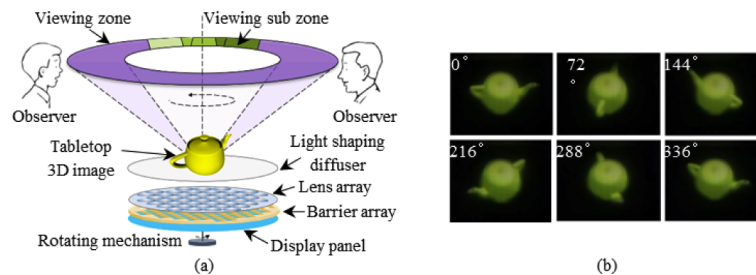 Viewing zone
Viewing sub zone
Observer
Observer
Tabletop
3D image
Light shaping
diffuser
Lens array
Barrier array
Rotating mechanism
Display panel
(a)
0°
72
°
144°
216°
288°
336°
(b)